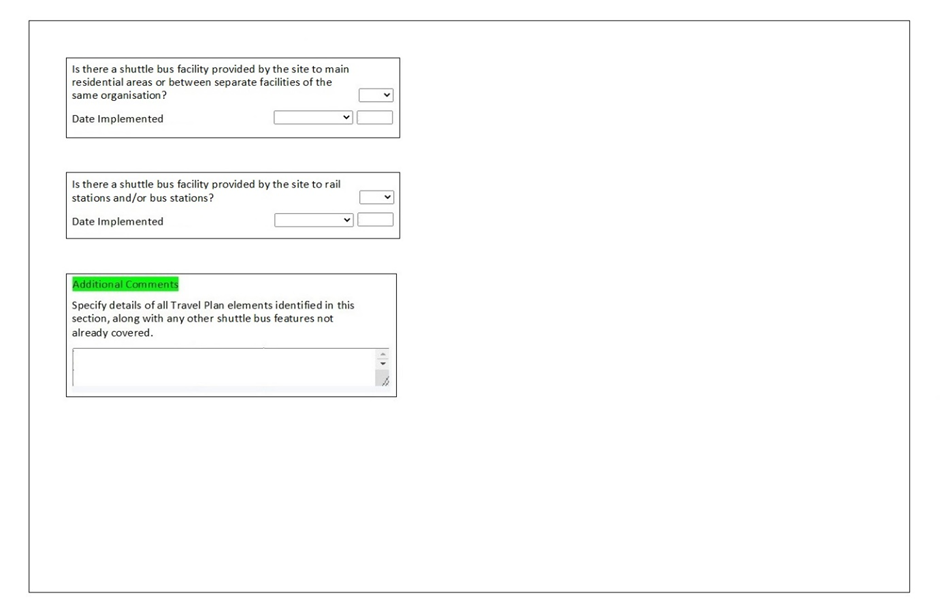 Is there a shuttle bus facility provided by the site to main
residential areas or between separate facilities of the
same organisation?
Date Implemented
Is there a shuttle bus facility provided by the site to rail
stations and/or bus stations?
Date Implemented
Additional Comments
Specify details of all Travel Plan elements identified in this
section, along with any other shuttle bus features not
already covered.